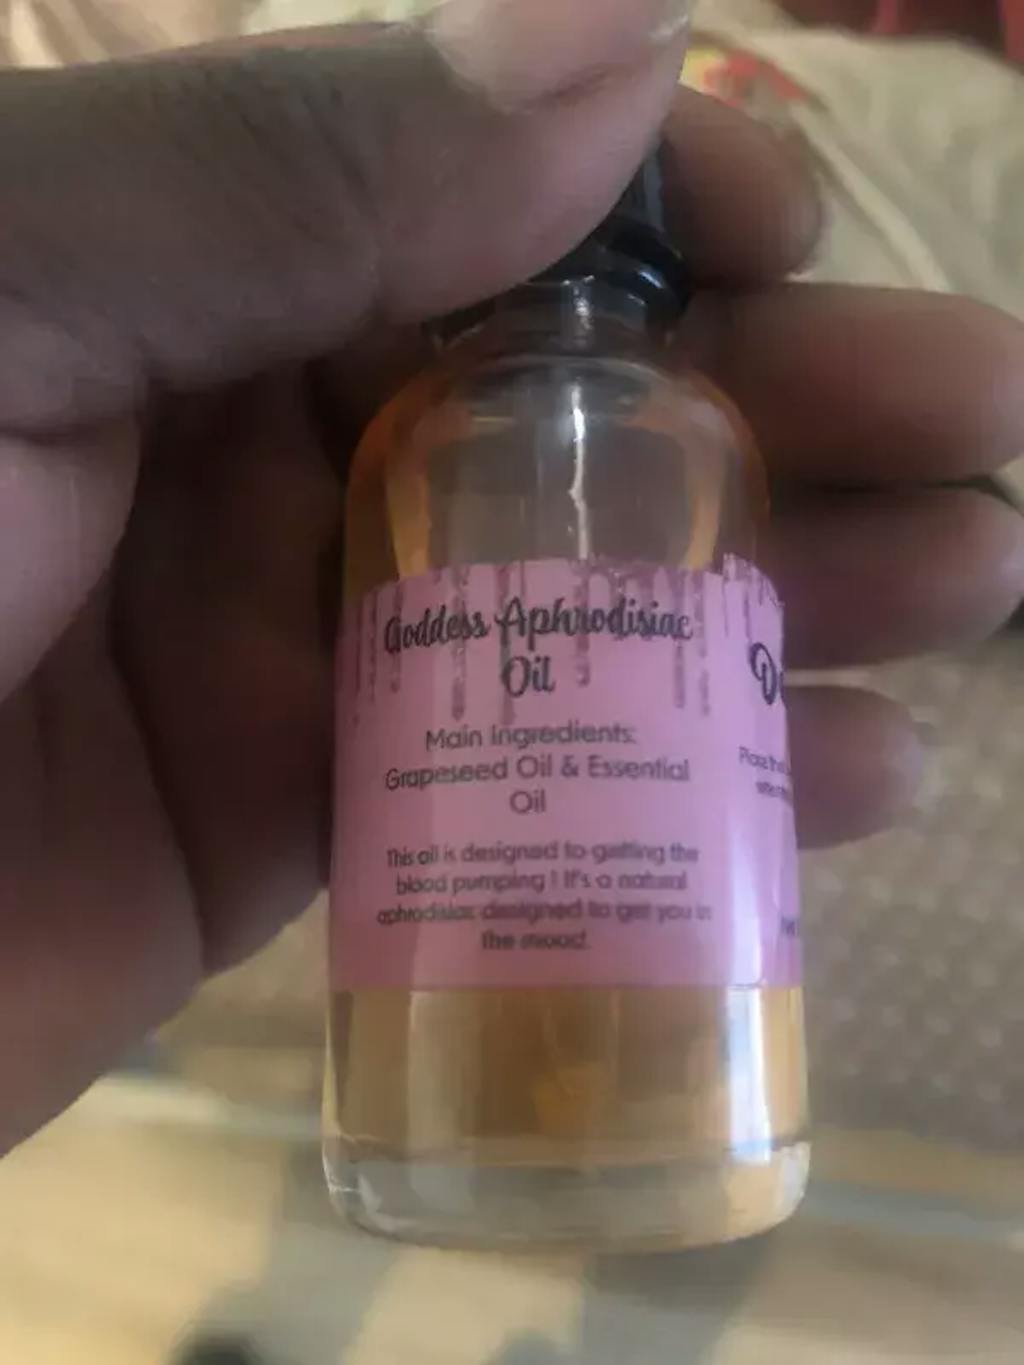 Goddess Aphrodisiac
Oil
Main Ingredients:
Grapeseed Oil & Essential
Oil
This oil is designed to getting the
blood pumping ! It's a natural
aphrodisiac designed to get you in
the mood.